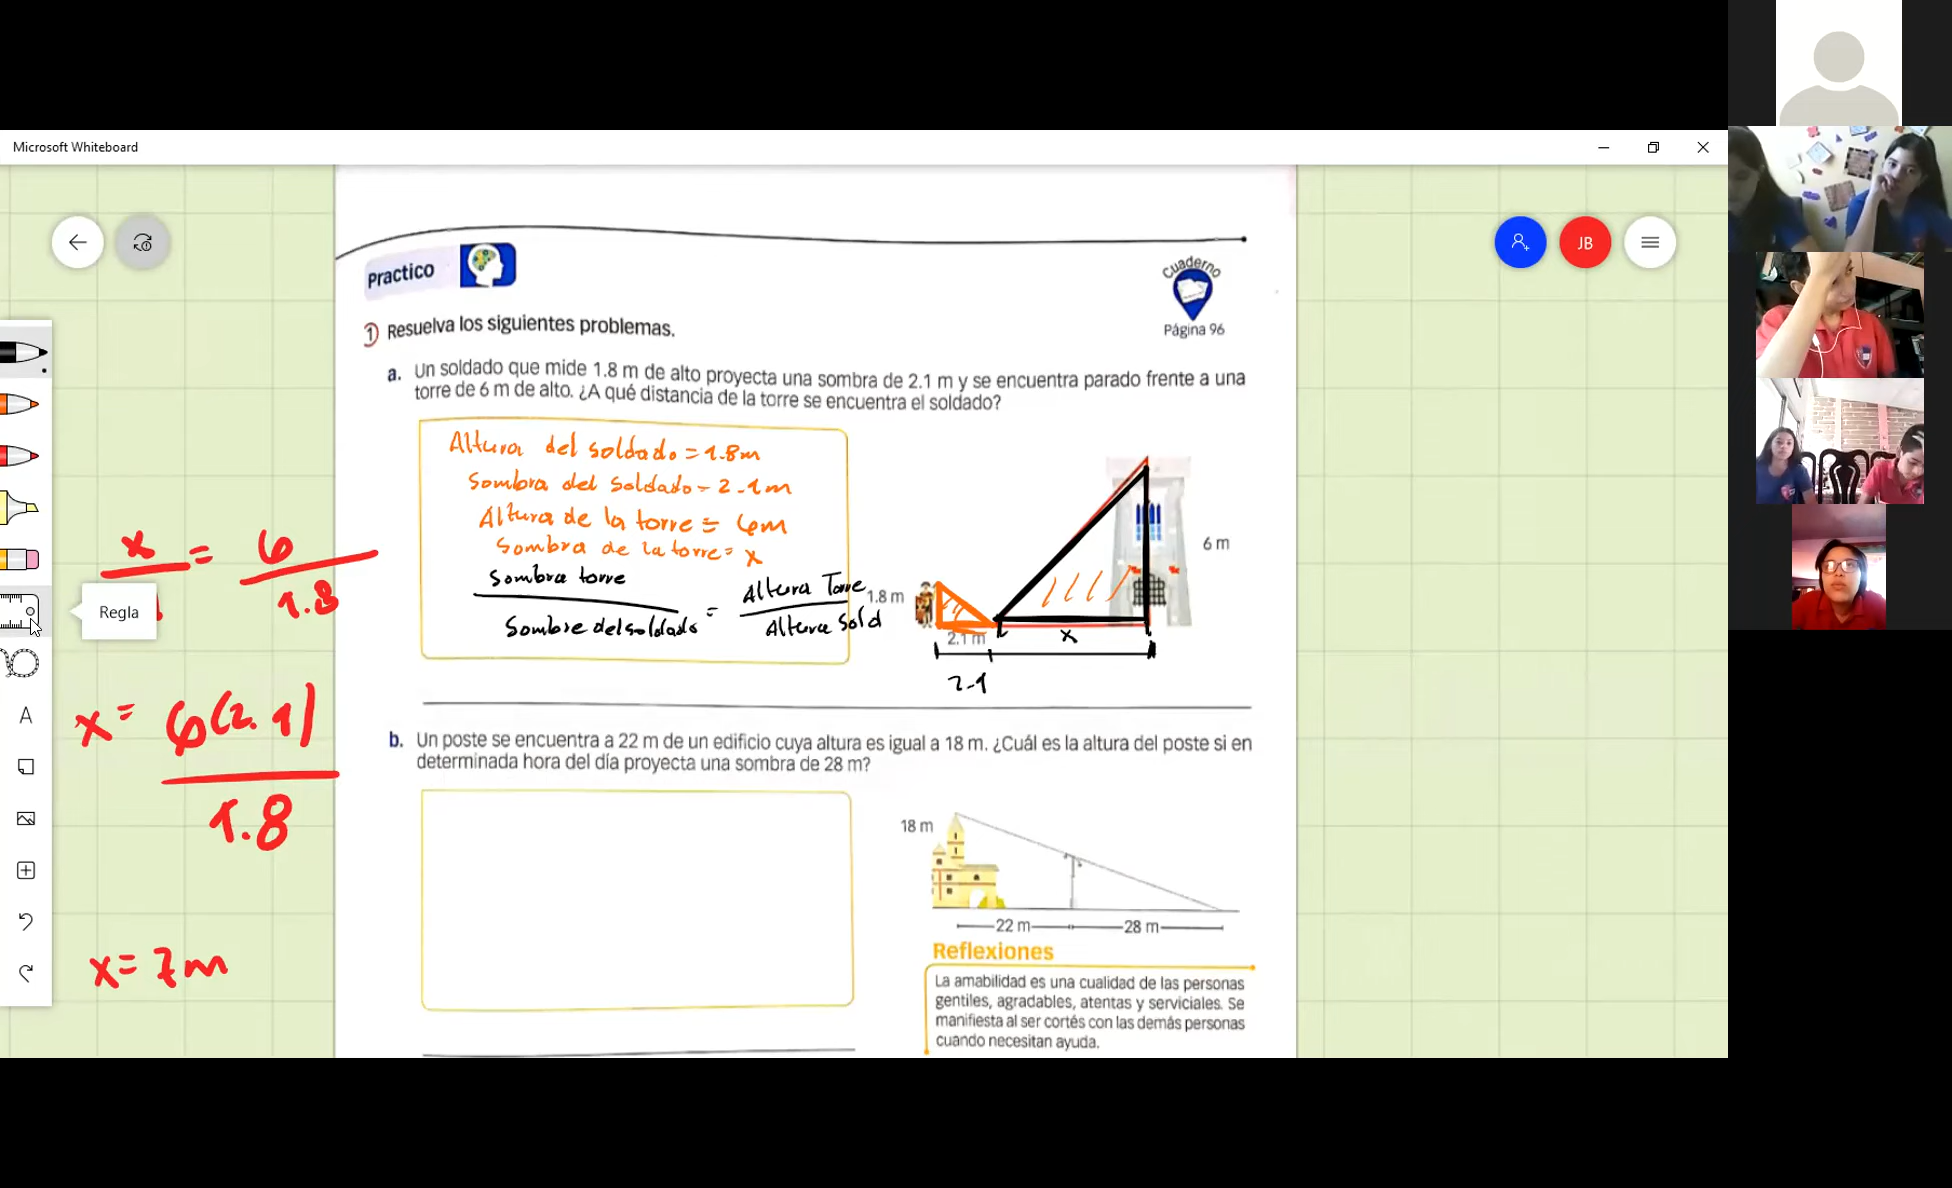 Microsoft Whiteboard
JB
Practico
Cuaderno
Página 96
1 Resuelva los siguientes problemas.
a. Un soldado que mide 1.8 m de alto proyecta una sombra de 2.1 m y se encuentra parado frente a una
torre de 6 m de alto. ¿A qué distancia de la torre se encuentra el soldado?
Altura del soldado = 1.8m
Sombra del soldado = 2.1m
Altura de la torre = 6m
Sombra de la torre = x
Sombra torre
Sombre del soldado
=
Altura Torre
Altura Sold
1.8 m
2.1 m
x
6 m
2.1
x = 6
1.8
Regla
x = 6(2.1)
1.8
x = 7m
A
b. Un poste se encuentra a 22 m de un edificio cuya altura es igual a 18 m. ¿Cuál es la altura del poste si en
determinada hora del día proyecta una sombra de 28 m?
18 m
22 m
28 m
Reflexiones
La amabilidad es una cualidad de las personas
gentiles, agradables, atentas y serviciales. Se
manifiesta al ser cortés con las demás personas
cuando necesitan ayuda.